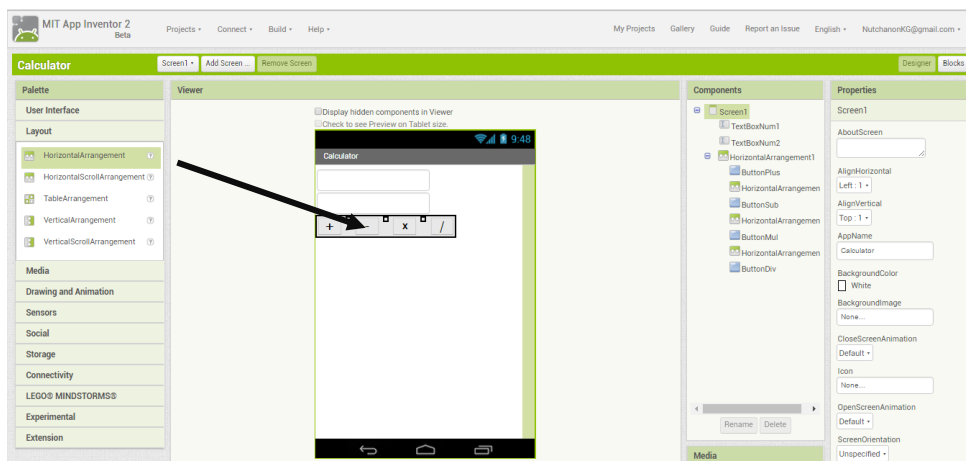 MIT App Inventor 2
Beta
Projects
Connect
Build
Help
My Projects
Gallery
Guide
Report an Issue
English
NutchanonKG@gmail.com
Calculator
Screen1
Add Screen ...
Remove Screen
Designer
Blocks
Palette
User Interface
Layout
HorizontalArrangement ?
HorizontalScrollArrangement ?
TableArrangement ?
VerticalArrangement ?
VerticalScrollArrangement ?
Media
Drawing and Animation
Sensors
Social
Storage
Connectivity
LEGO® MINDSTORMS®
Experimental
Extension
Viewer
Display hidden components in Viewer
Check to see Preview on Tablet size.
9:48
Calculator
+ - x /
Components
Screen1
TextBoxNum1
TextBoxNum2
HorizontalArrangement1
ButtonPlus
HorizontalArrangemen
ButtonSub
HorizontalArrangemen
ButtonMul
HorizontalArrangemen
ButtonDiv
Rename
Delete
Media
Properties
Screen1
AboutScreen
AlignHorizontal
Left : 1
AlignVertical
Top : 1
AppName
Calculator
BackgroundColor
White
BackgroundImage
None...
CloseScreenAnimation
Default
Icon
None...
OpenScreenAnimation
Default
ScreenOrientation
Unspecified